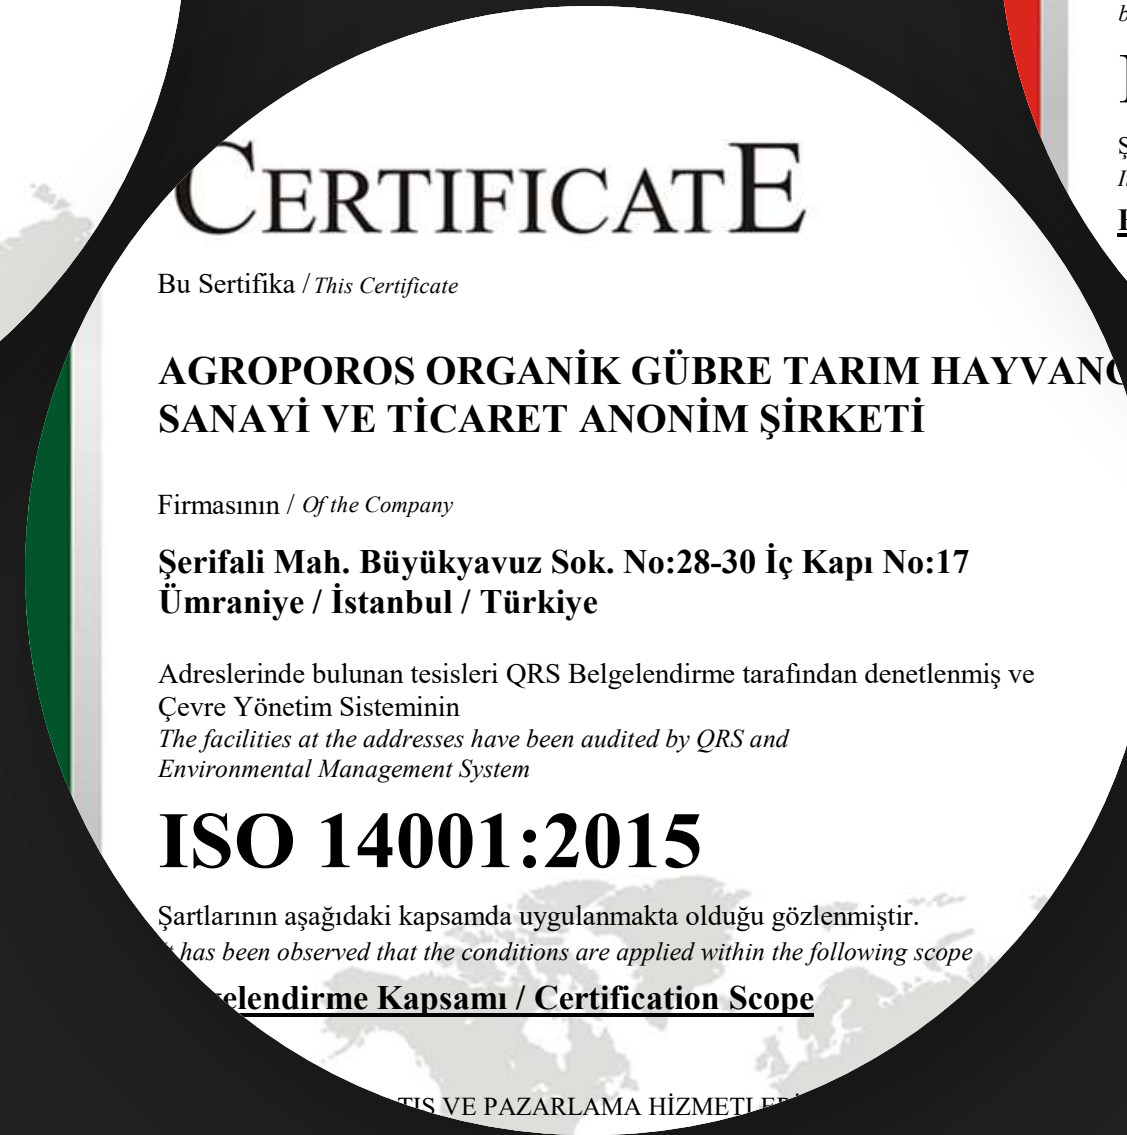 CERTIFICATE
Bu Sertifika / This Certificate
AGROPOROS ORGANİK GÜBRE TARIM
SANAYİ VE TİCARET ANONİM ŞİRKETİ
Firmasının / Of the Company
Şerifali Mah. Büyükyavuz Sok. No:28-30 İç Kapı No:17
Ümraniye / İstanbul / Türkiye
Adreslerinde bulunan tesisleri QRS Belgelendirme tarafından denetlenmiş ve
Çevre Yönetim Sisteminin
The facilities at the addresses have been audited by QRS and
Environmental Management System
ISO 14001:2015
Şartlarının aşağıdaki kapsamda uygulanmakta olduğu gözlenmiştir.
has been observed that the conditions are applied within the following scope
Kapsamı / Certification Scope
VE PAZARLAMA